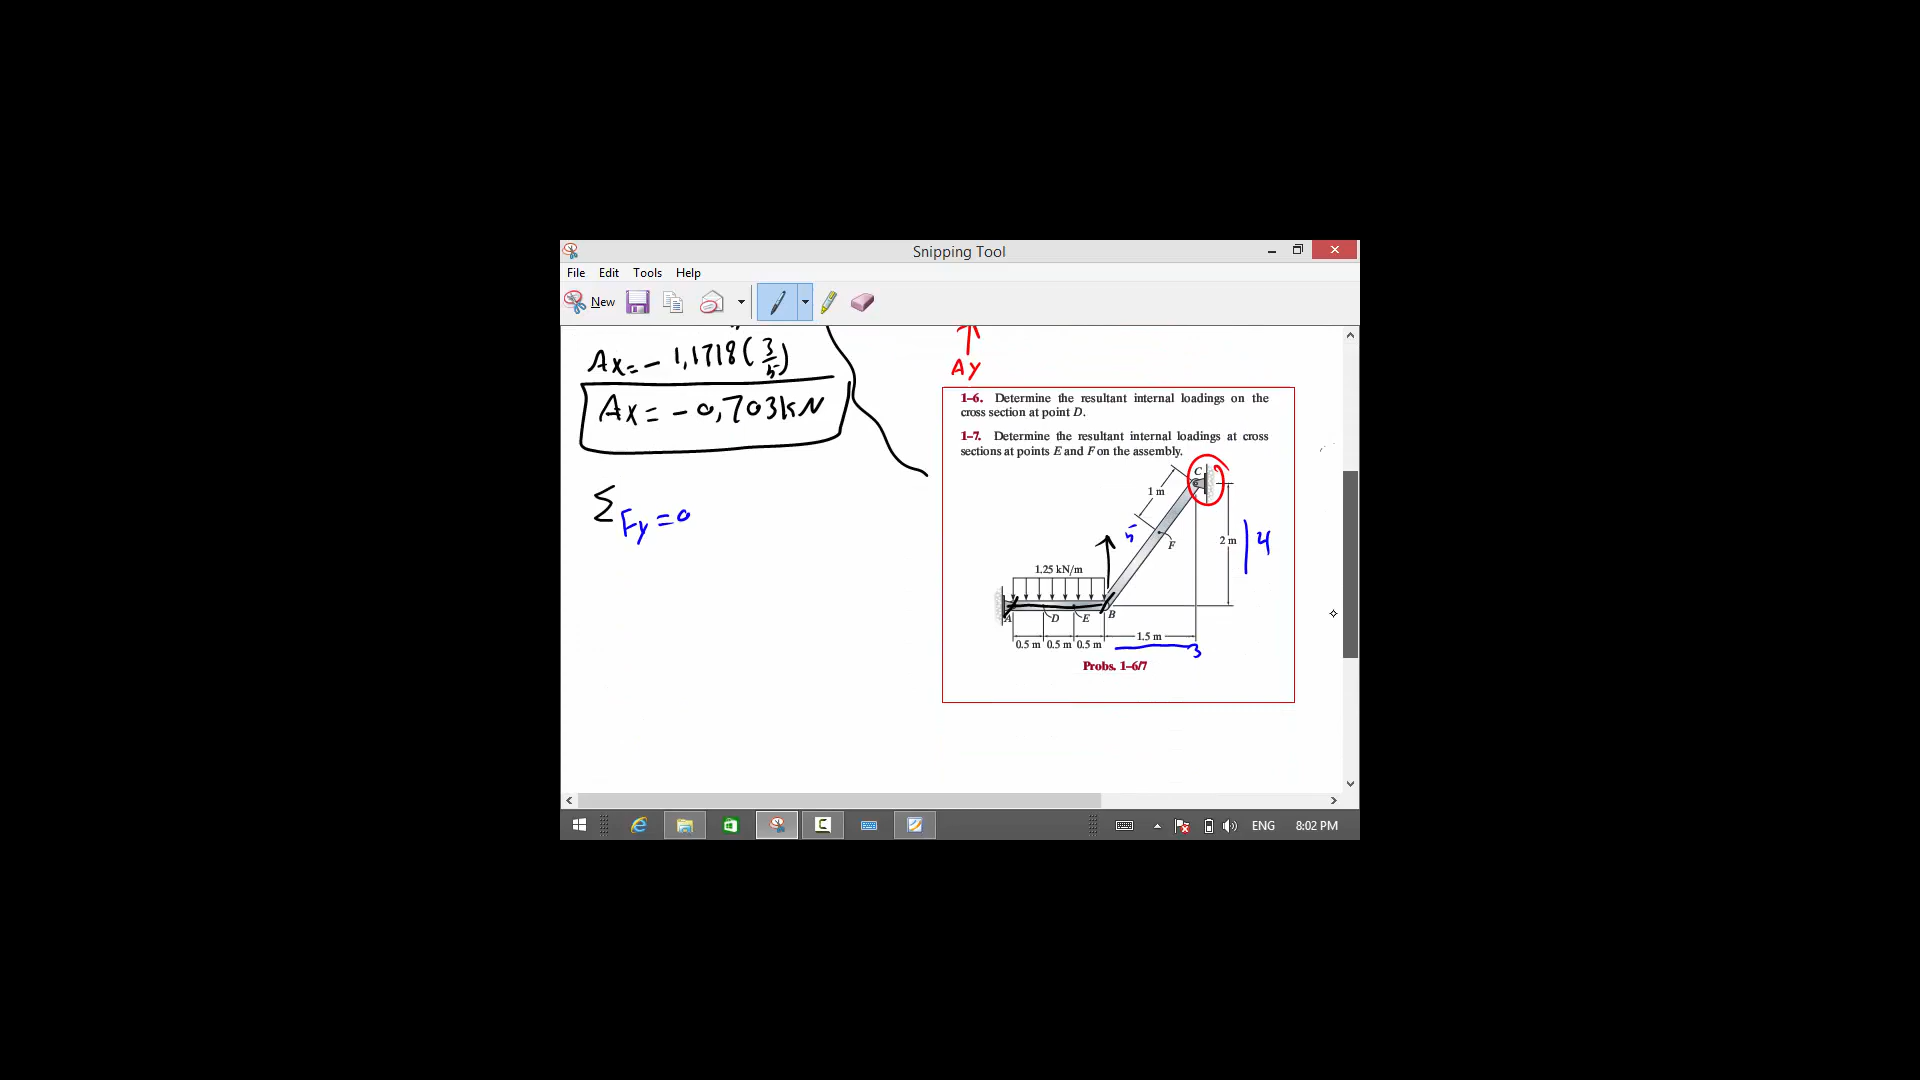 Snipping Tool
File Edit Tools Help
New
Ax=-1,1718(3/5)
Ax=-0,703kN
ΣFy=0
Ay
1–6. Determine the resultant internal loadings on the
cross section at point D.
1–7. Determine the resultant internal loadings at cross
sections at points E and F on the assembly.
C
1 m
5
F
2 m
4
1.25 kN/m
A
D
E
B
0.5 m 0.5 m 0.5 m
1.5 m
3
Probs. 1–6/7
ENG
8:02 PM